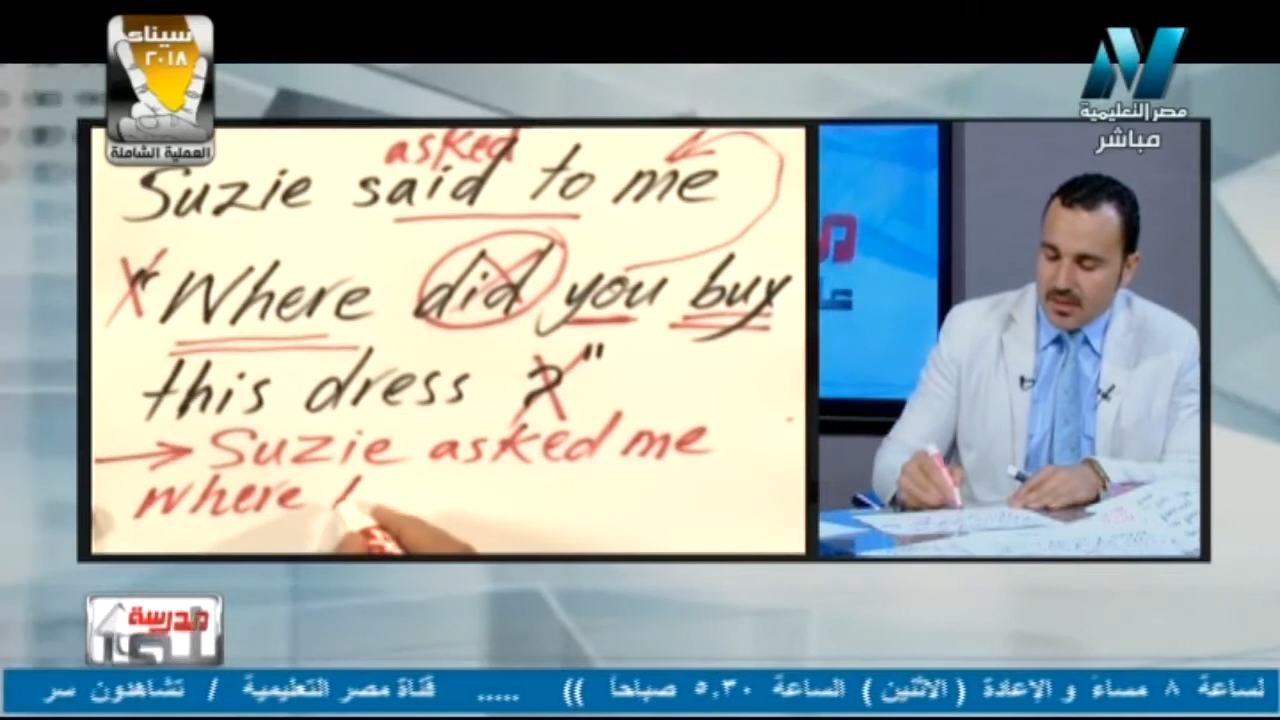 سيناء
٢٠١٨
العملية الشاملة
مصر التعليمية
مباشر
asked
Suzie said to me
"Where did you buy
this dress ?"
→ Suzie asked me
where I
مدرسة
لساعة ٨ مساءً و الإعادة ( الاثنين ) الساعة ٥,٣٠ صباحاً )) ..... قناة مصر التعليمية / تشاهدون سر